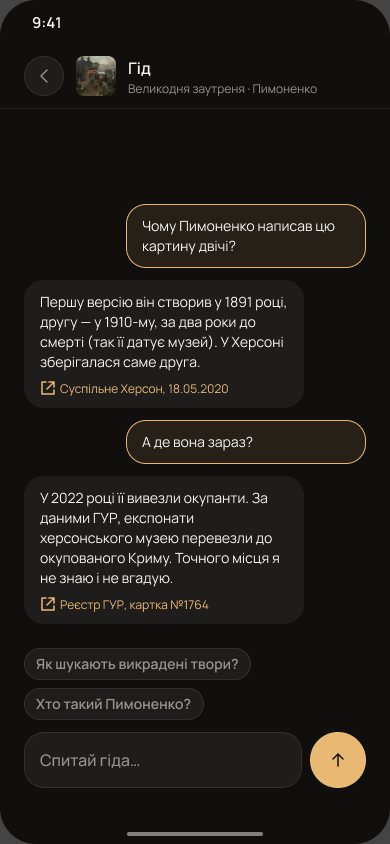 9:41
Гід
Великодня заутреня · Пимоненко
Чому Пимоненко написав цю
картину двічі?
Першу версію він створив у 1891 році,
другу — у 1910-му, за два роки до
смерті (так її датує музей). У Херсоні
зберігалася саме друга.
Суспільне Херсон, 18.05.2020
А де вона зараз?
У 2022 році її вивезли окупанти. За
даними ГУР, експонати
херсонського музею перевезли до
окупованого Криму. Точного місця я
не знаю і не вгадую.
Реєстр ГУР, картка №1764
Як шукають викрадені твори?
Хто такий Пимоненко?
Спитай гіда…